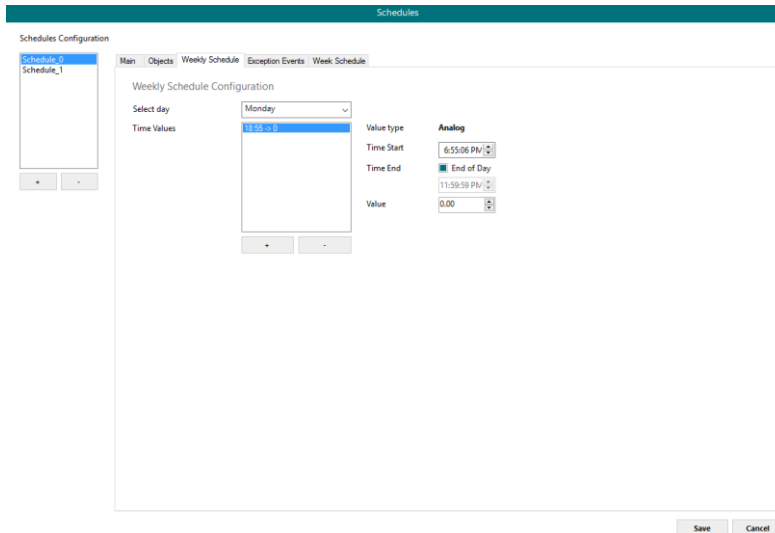 Schedules
Schedules Configuration
Schedule_0
Schedule_1
+ -
Main Objects Weekly Schedule Exception Events Week Schedule
Weekly Schedule Configuration
Select day Monday
Time Values 18:55 -> 0 Value type Analog
Time Start 6:55:06 PM
Time End End of Day
11:59:59 PM
Value 0.00
+ -
Save Cancel